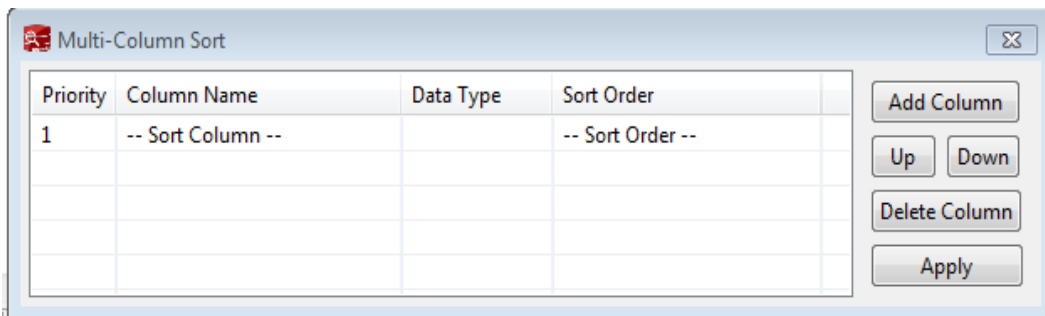 Multi-Column Sort
Priority Column Name Data Type Sort Order
1 -- Sort Column -- -- Sort Order --
Add Column
Up Down
Delete Column
Apply